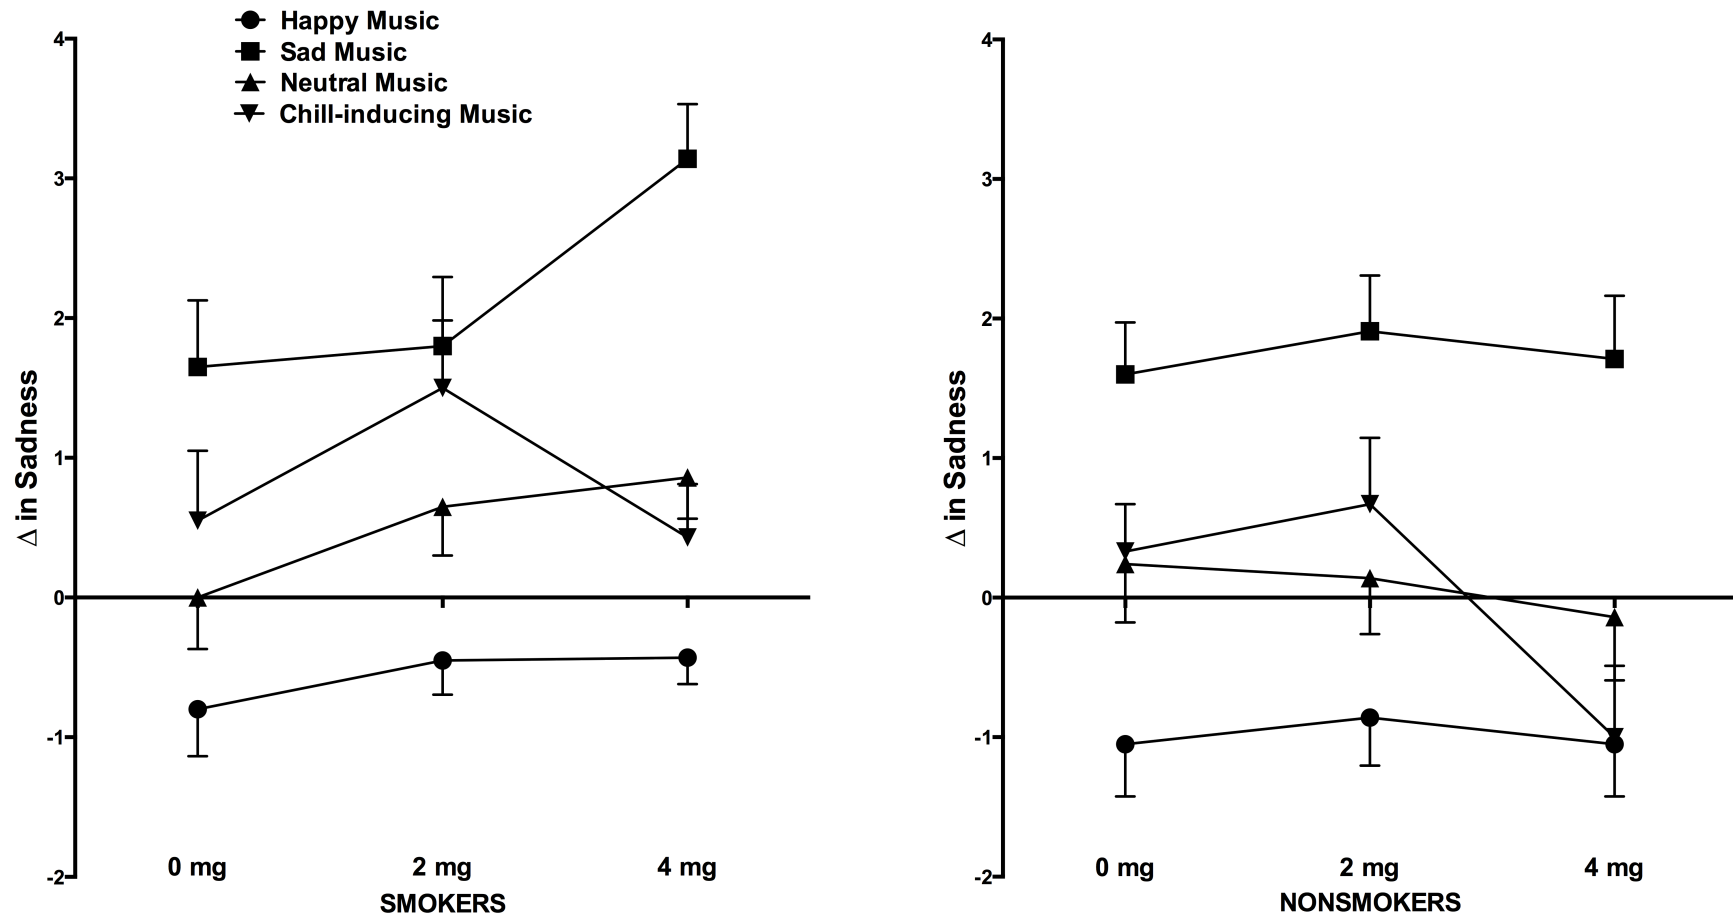 Happy Music
Sad Music
Neutral Music
Chill-inducing Music
4
3
2
1
0
-1
-2
Δ in Sadness
0 mg
2 mg
4 mg
SMOKERS
4
3
2
1
0
-1
-2
Δ in Sadness
0 mg
2 mg
4 mg
NONSMOKERS